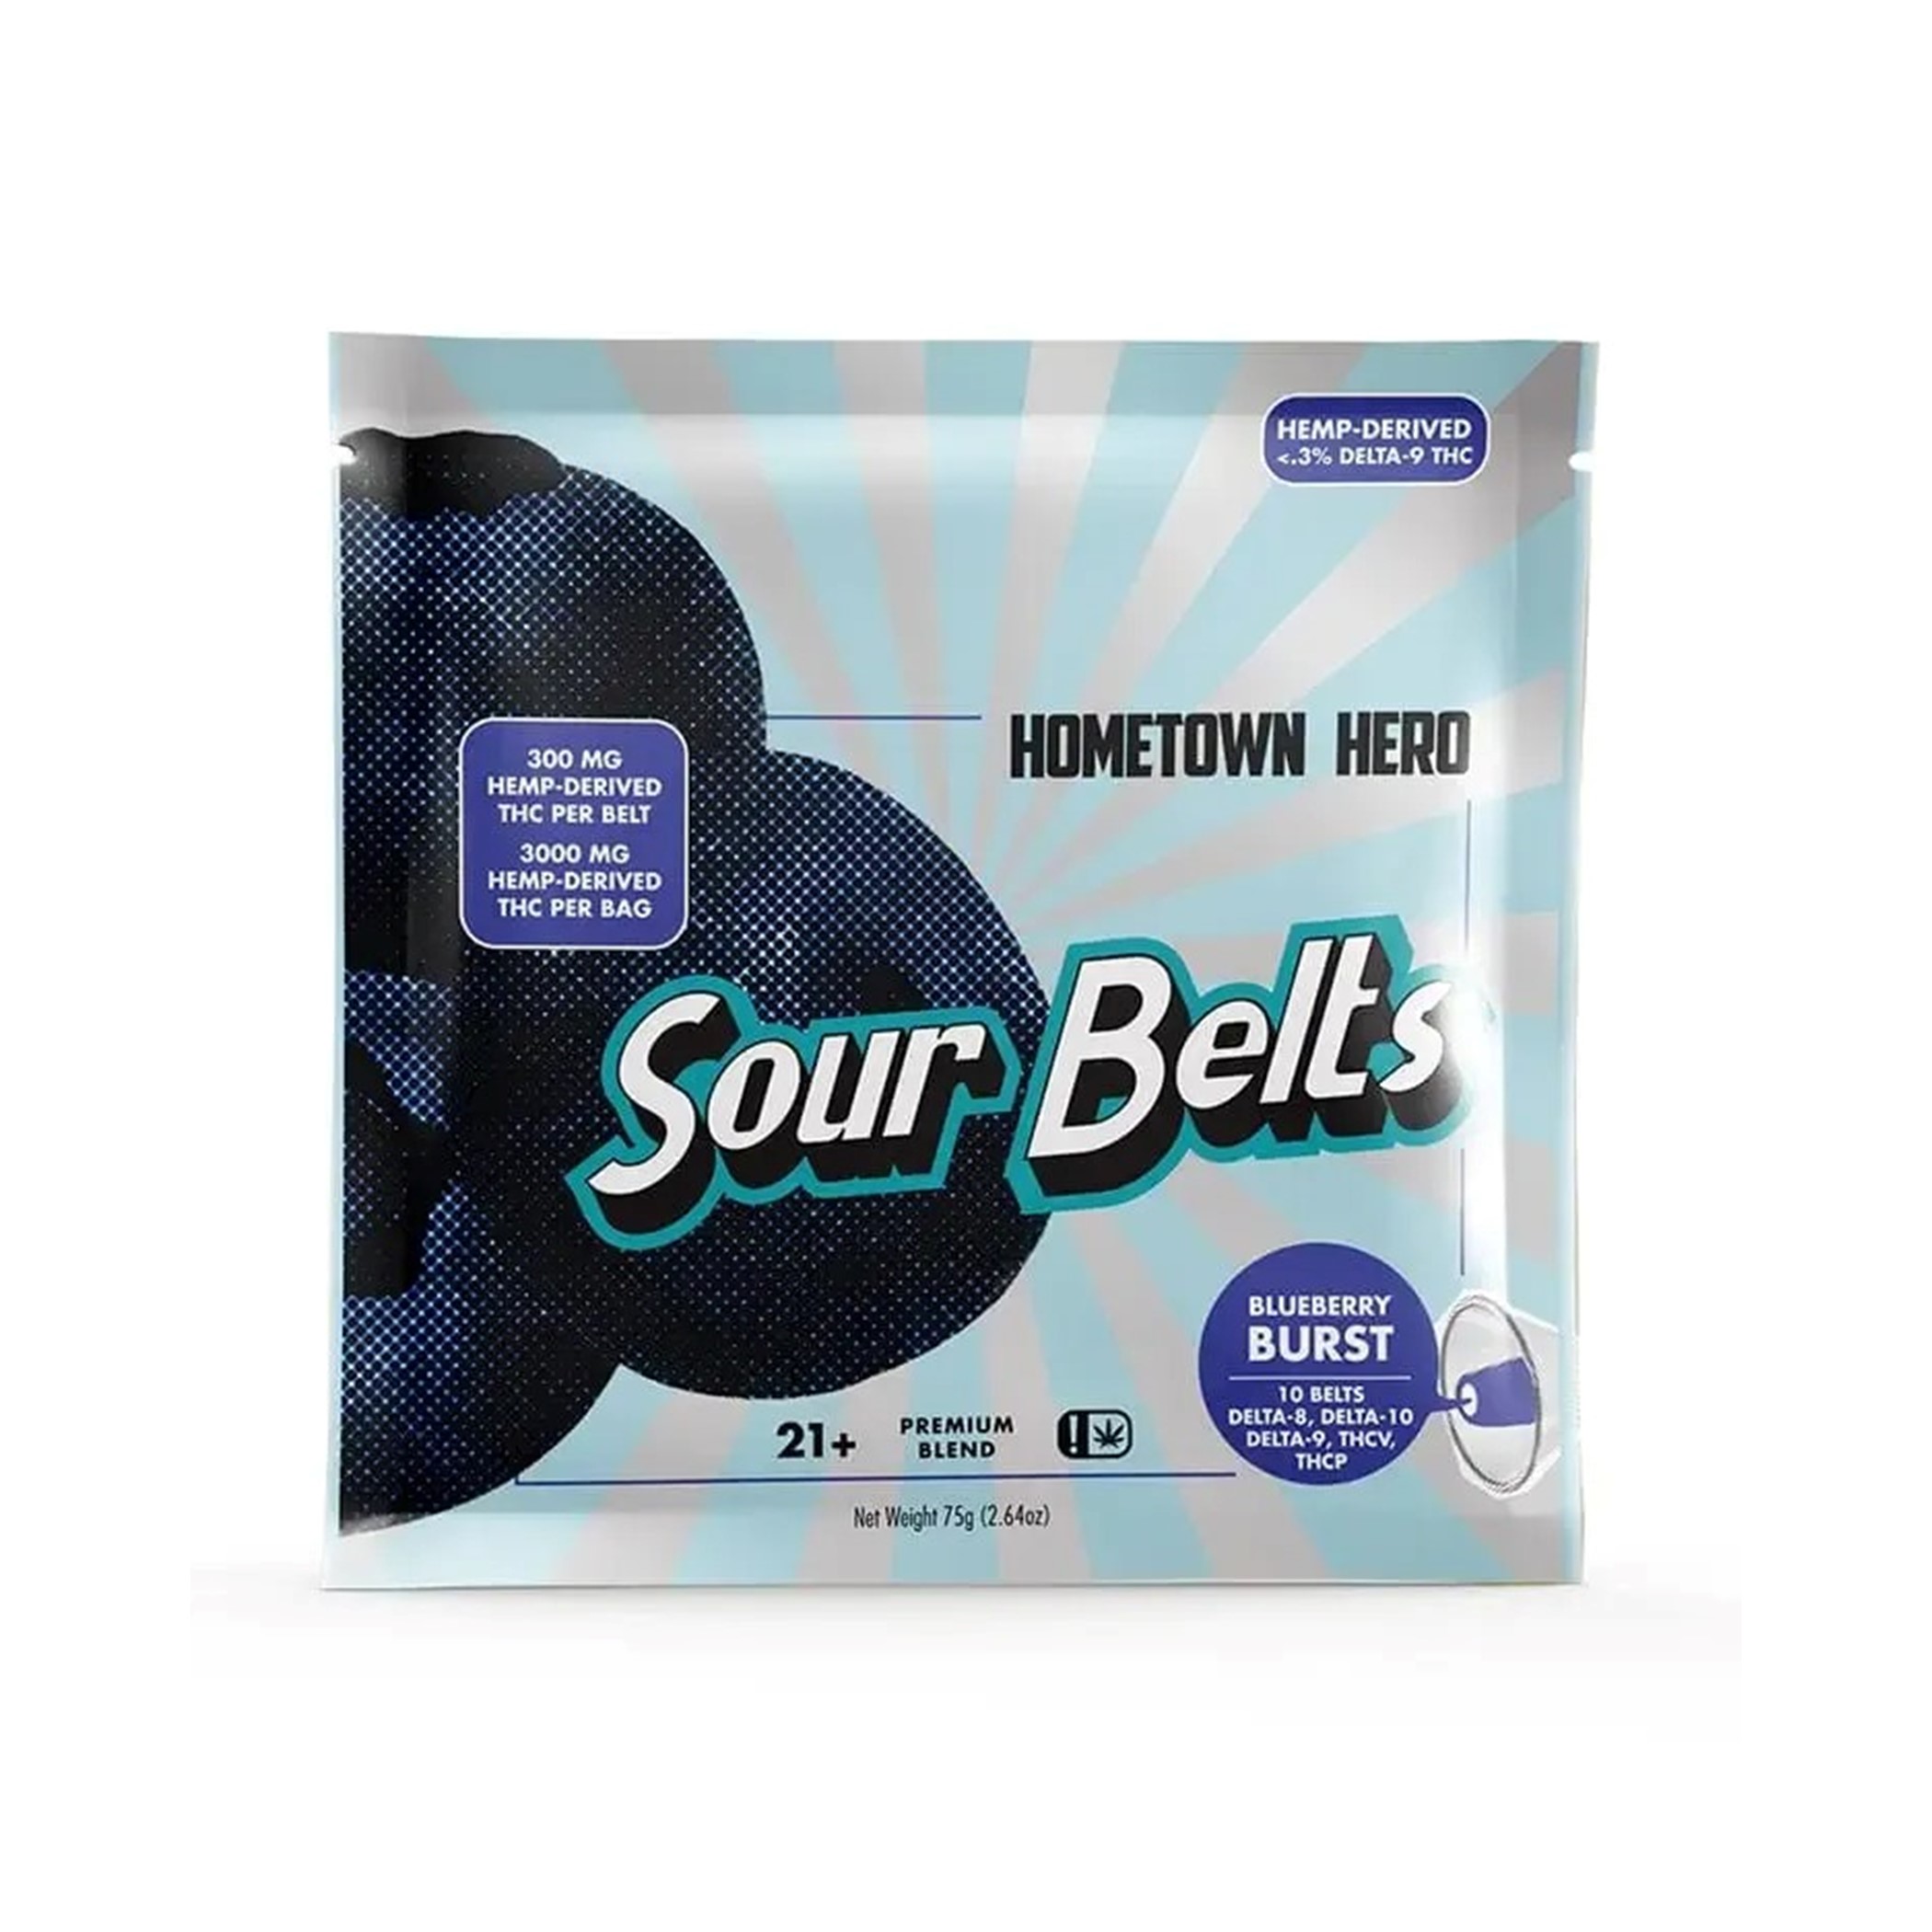 HEMP-DERIVED
<.3% DELTA-9 THC
HOMETOWN HERO
300 MG
HEMP-DERIVED
THC PER BELT
3000 MG
HEMP-DERIVED
THC PER BAG
Sour Belts
BLUEBERRY
BURST
10 BELTS
DELTA-8, DELTA-10
DELTA-9, THCV,
THCP
21+
PREMIUM
BLEND
Net Weight 75g (2.64oz)